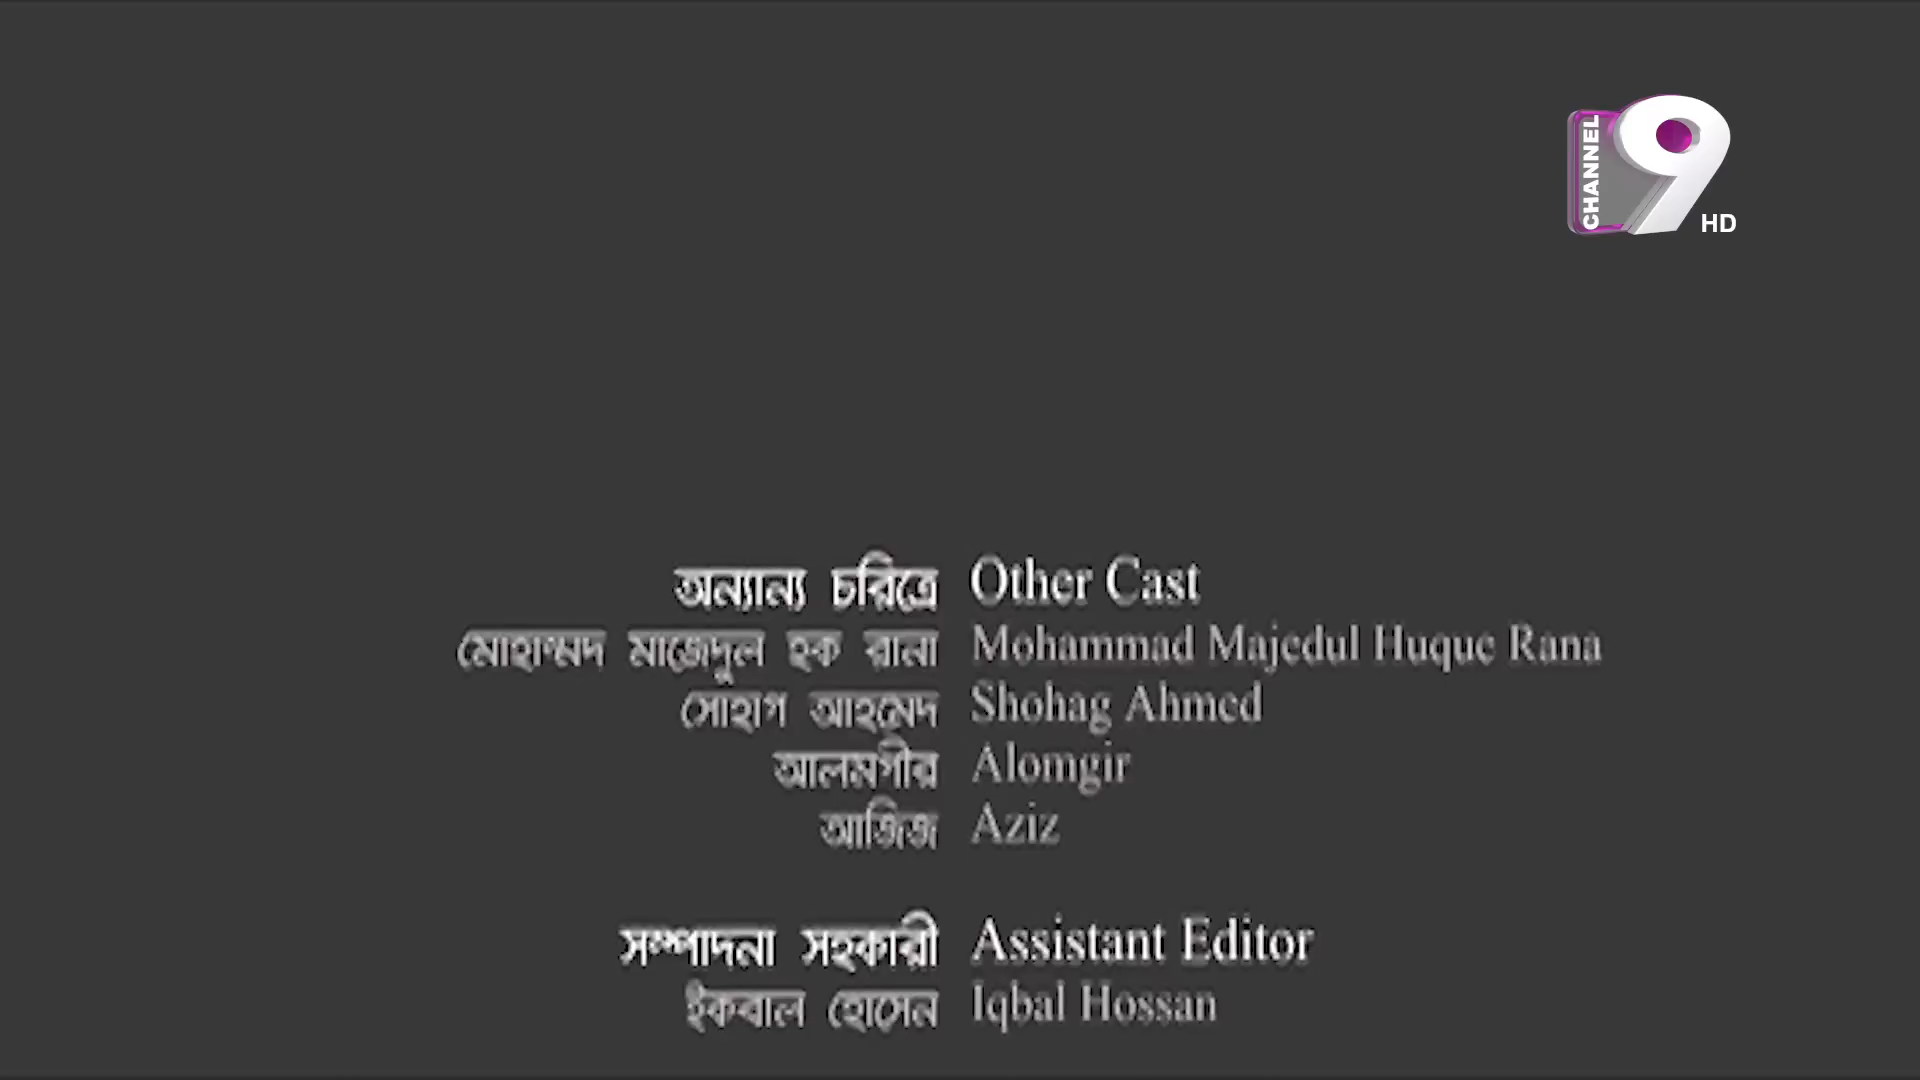 CHANNEL 9 HD
অন্যান্য চরিত্রে Other Cast
মোহাম্মদ মাজেদুল হক রানা Mohammad Majedul Huque Rana
সোহাগ আহমেদ Shohag Ahmed
আলমগীর Alomgir
আজিজ Aziz
সম্পাদনা সহকারী Assistant Editor
ইকবাল হোসেন Iqbal Hossan